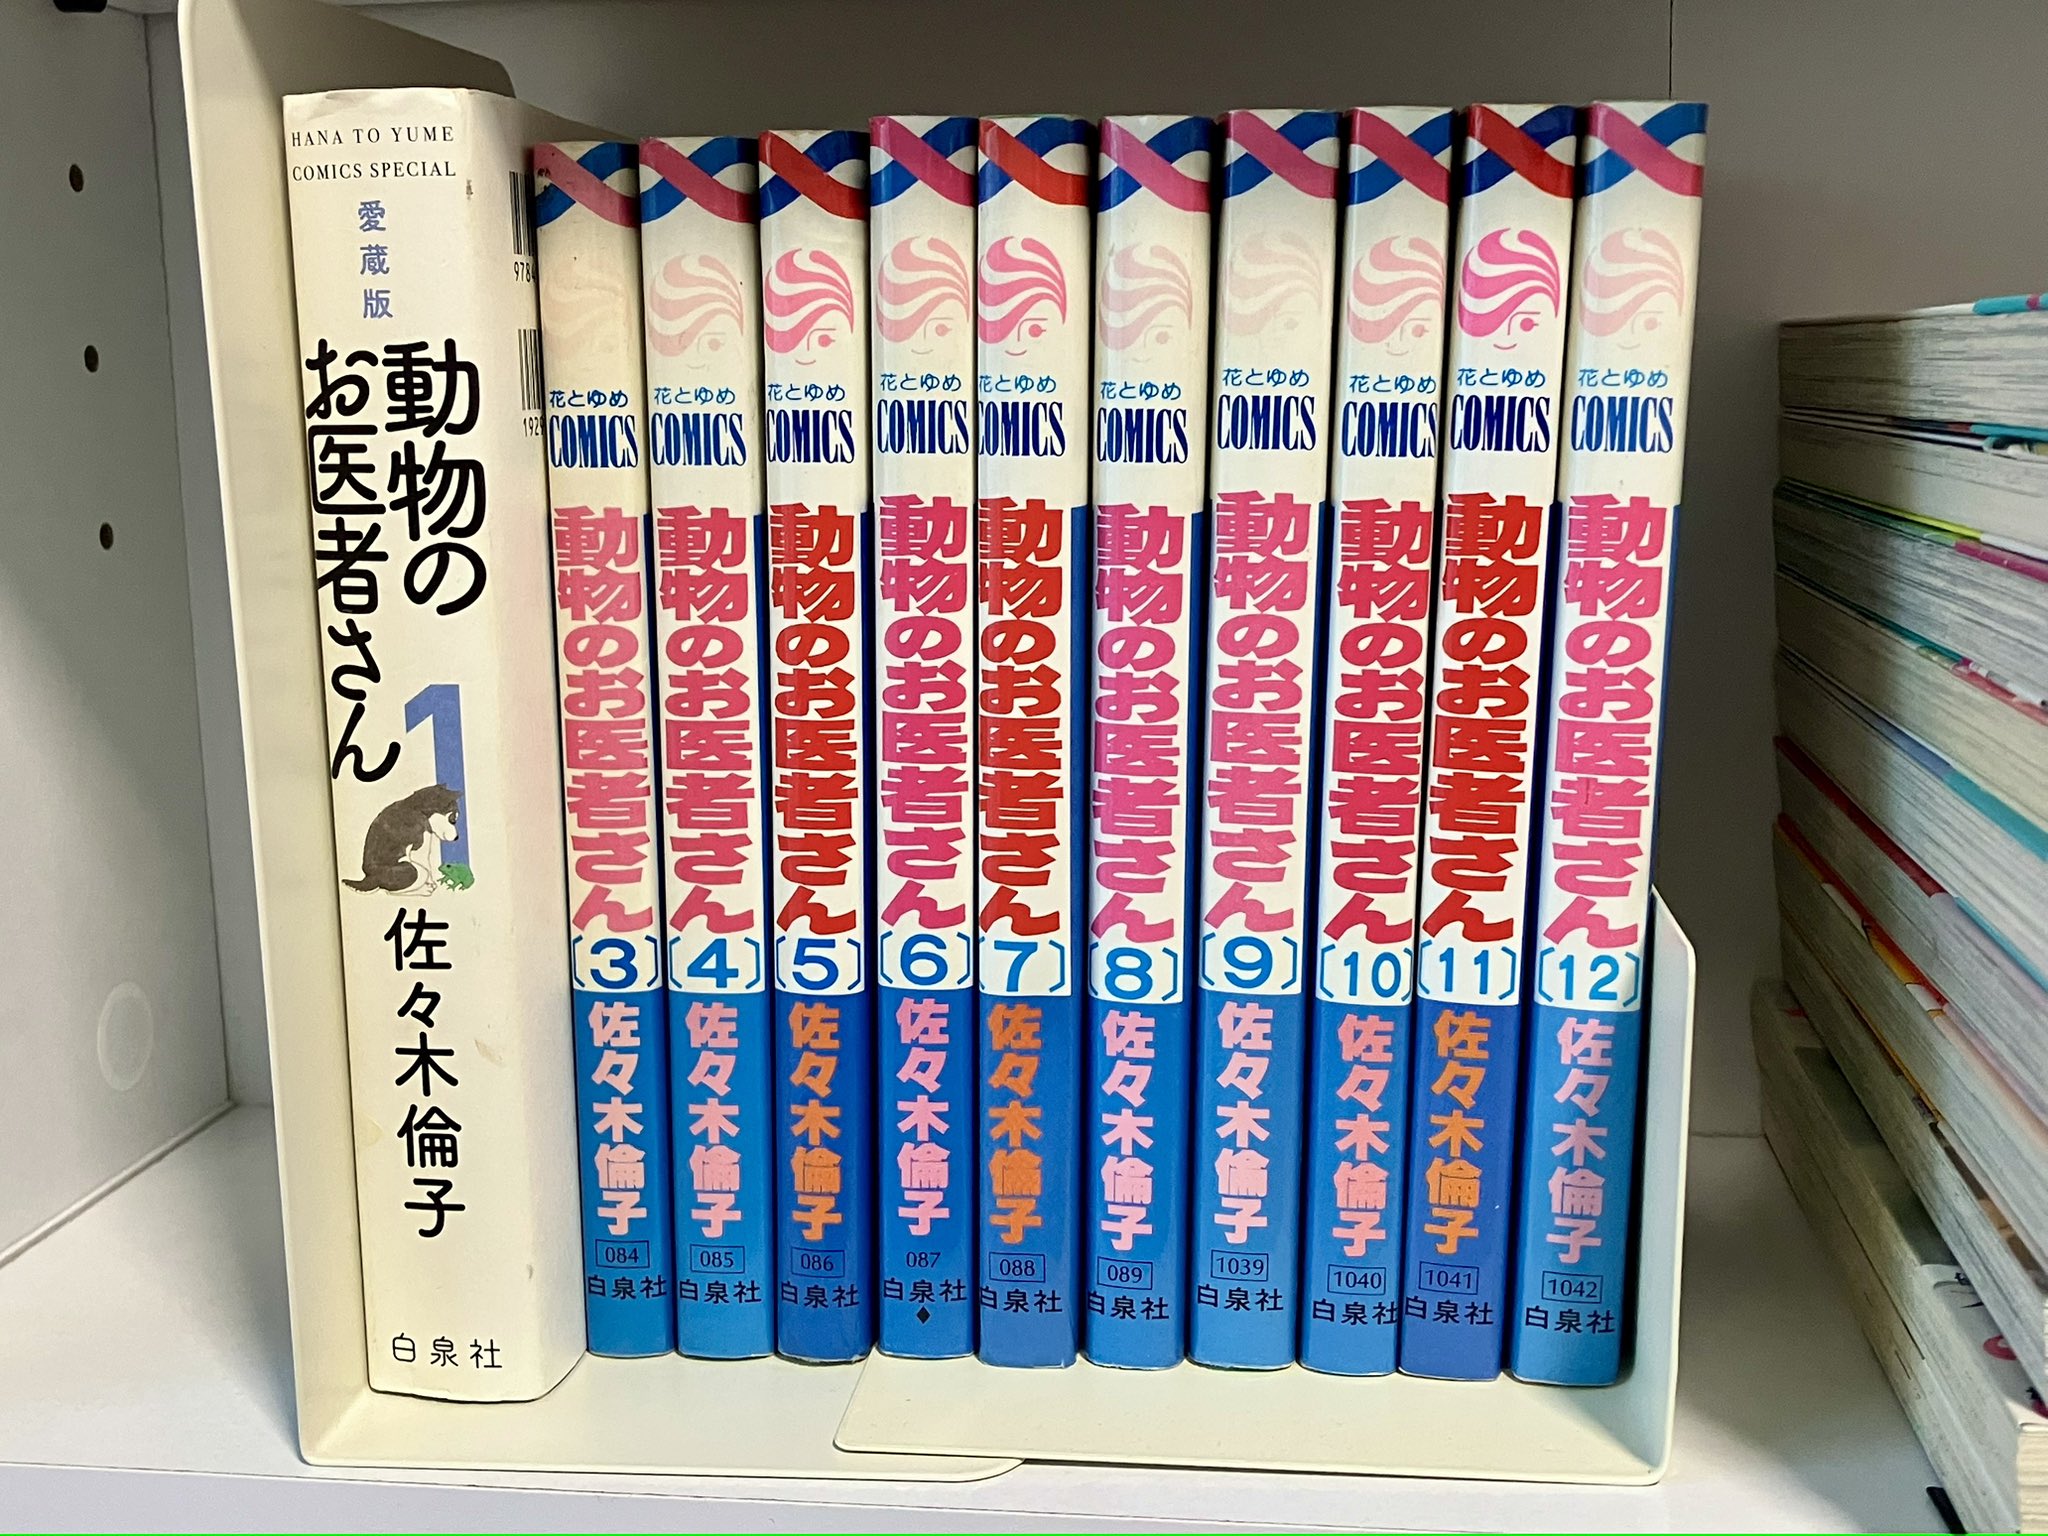 HANA TO YUME
COMICS SPECIAL
愛蔵版
動物の
お医者さん
1
佐々木倫子
白泉社
9784
1929
花とゆめ
COMICS
動物のお医者さん
[3]
佐々木倫子
084
白泉社
花とゆめ
COMICS
動物のお医者さん
[4]
佐々木倫子
085
白泉社
花とゆめ
COMICS
動物のお医者さん
[5]
佐々木倫子
086
白泉社
花とゆめ
COMICS
動物のお医者さん
[6]
佐々木倫子
087
白泉社
◆
花とゆめ
COMICS
動物のお医者さん
[7]
佐々木倫子
088
白泉社
花とゆめ
COMICS
動物のお医者さん
[8]
佐々木倫子
089
白泉社
花とゆめ
COMICS
動物のお医者さん
[9]
佐々木倫子
1039
白泉社
花とゆめ
COMICS
動物のお医者さん
[10]
佐々木倫子
1040
白泉社
花とゆめ
COMICS
動物のお医者さん
[11]
佐々木倫子
1041
白泉社
花とゆめ
COMICS
動物のお医者さん
[12]
佐々木倫子
1042
白泉社